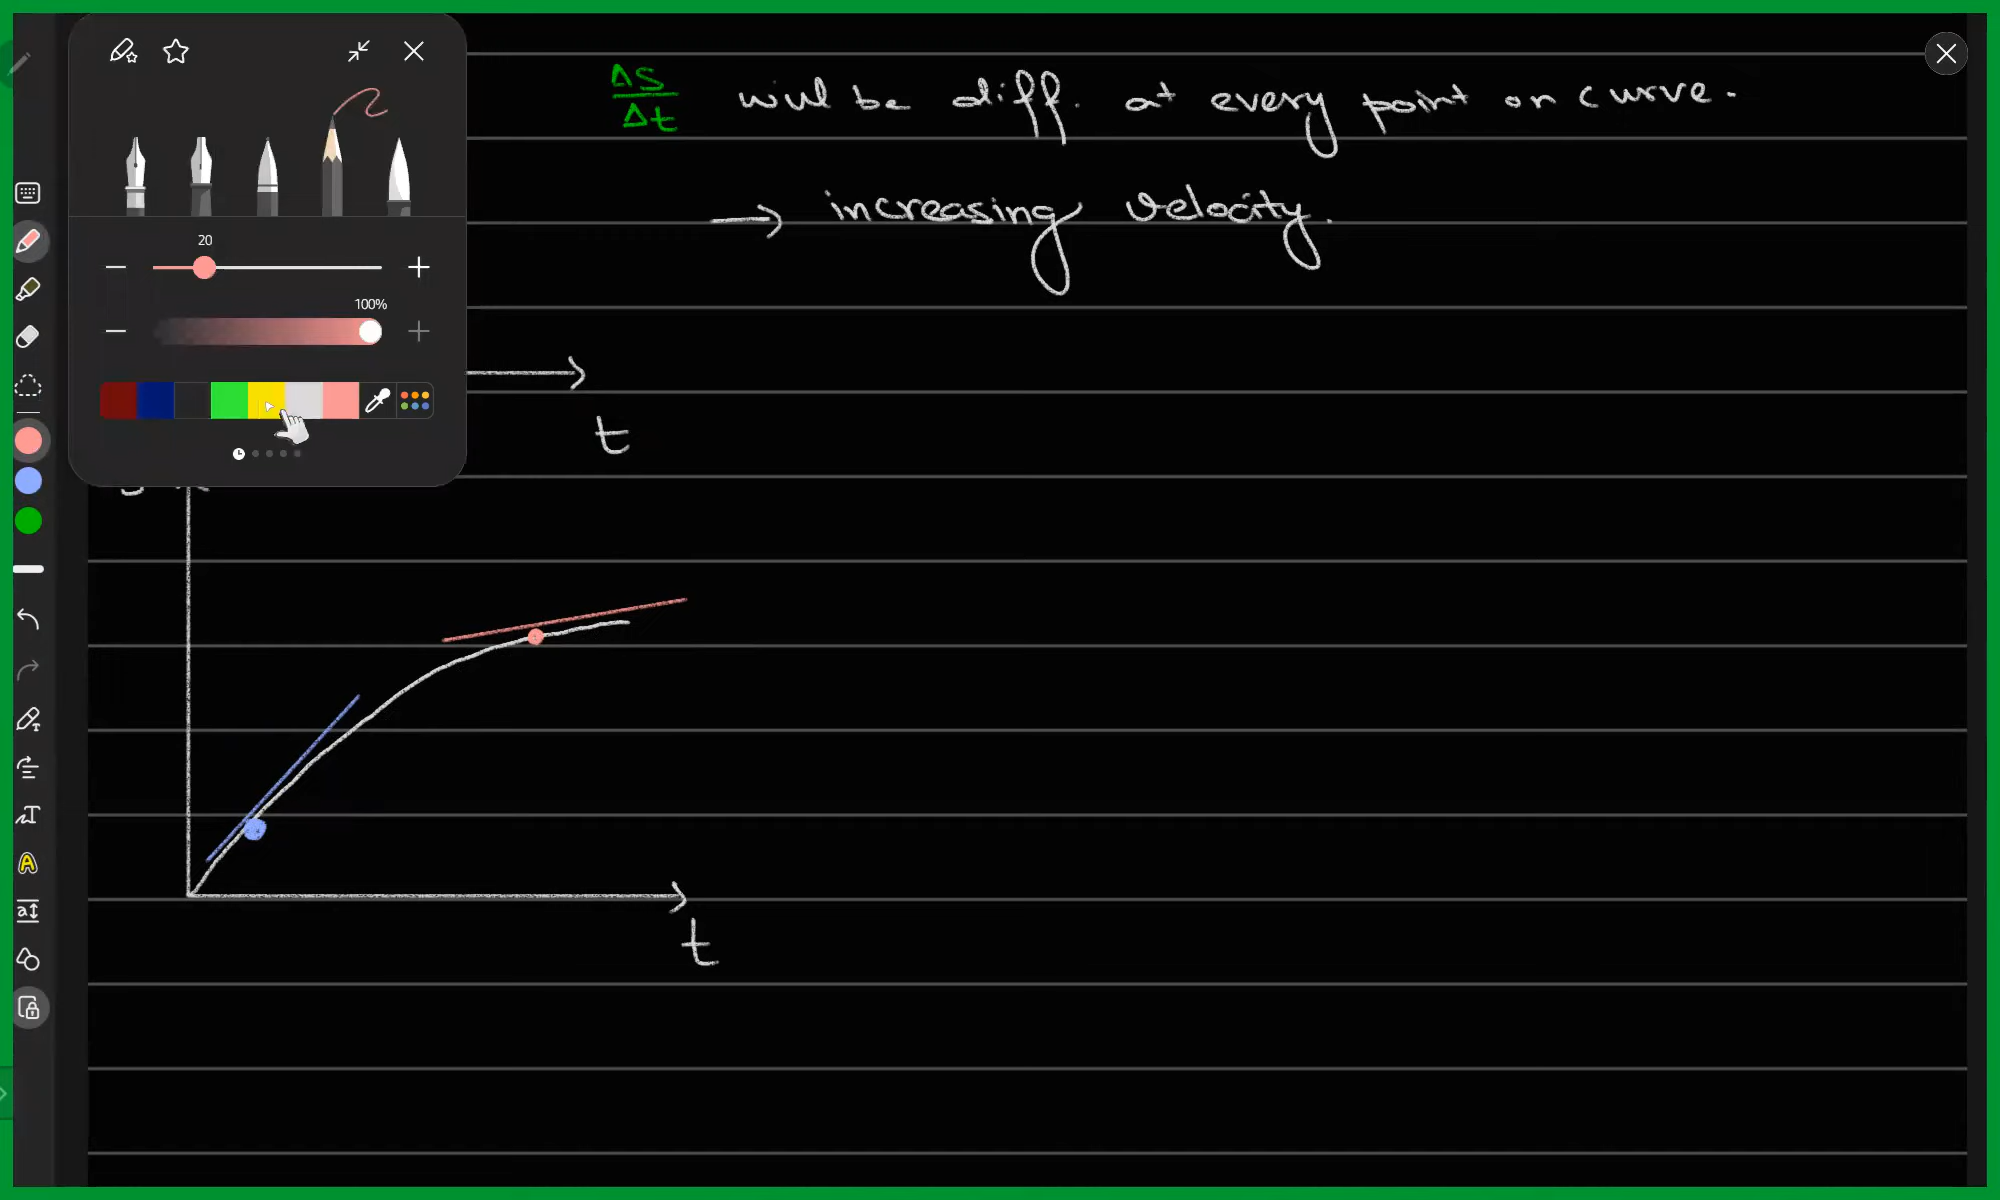 ΔS/Δt will be diff. at every point on curve.
→ increasing velocity.
20
100%
t
t